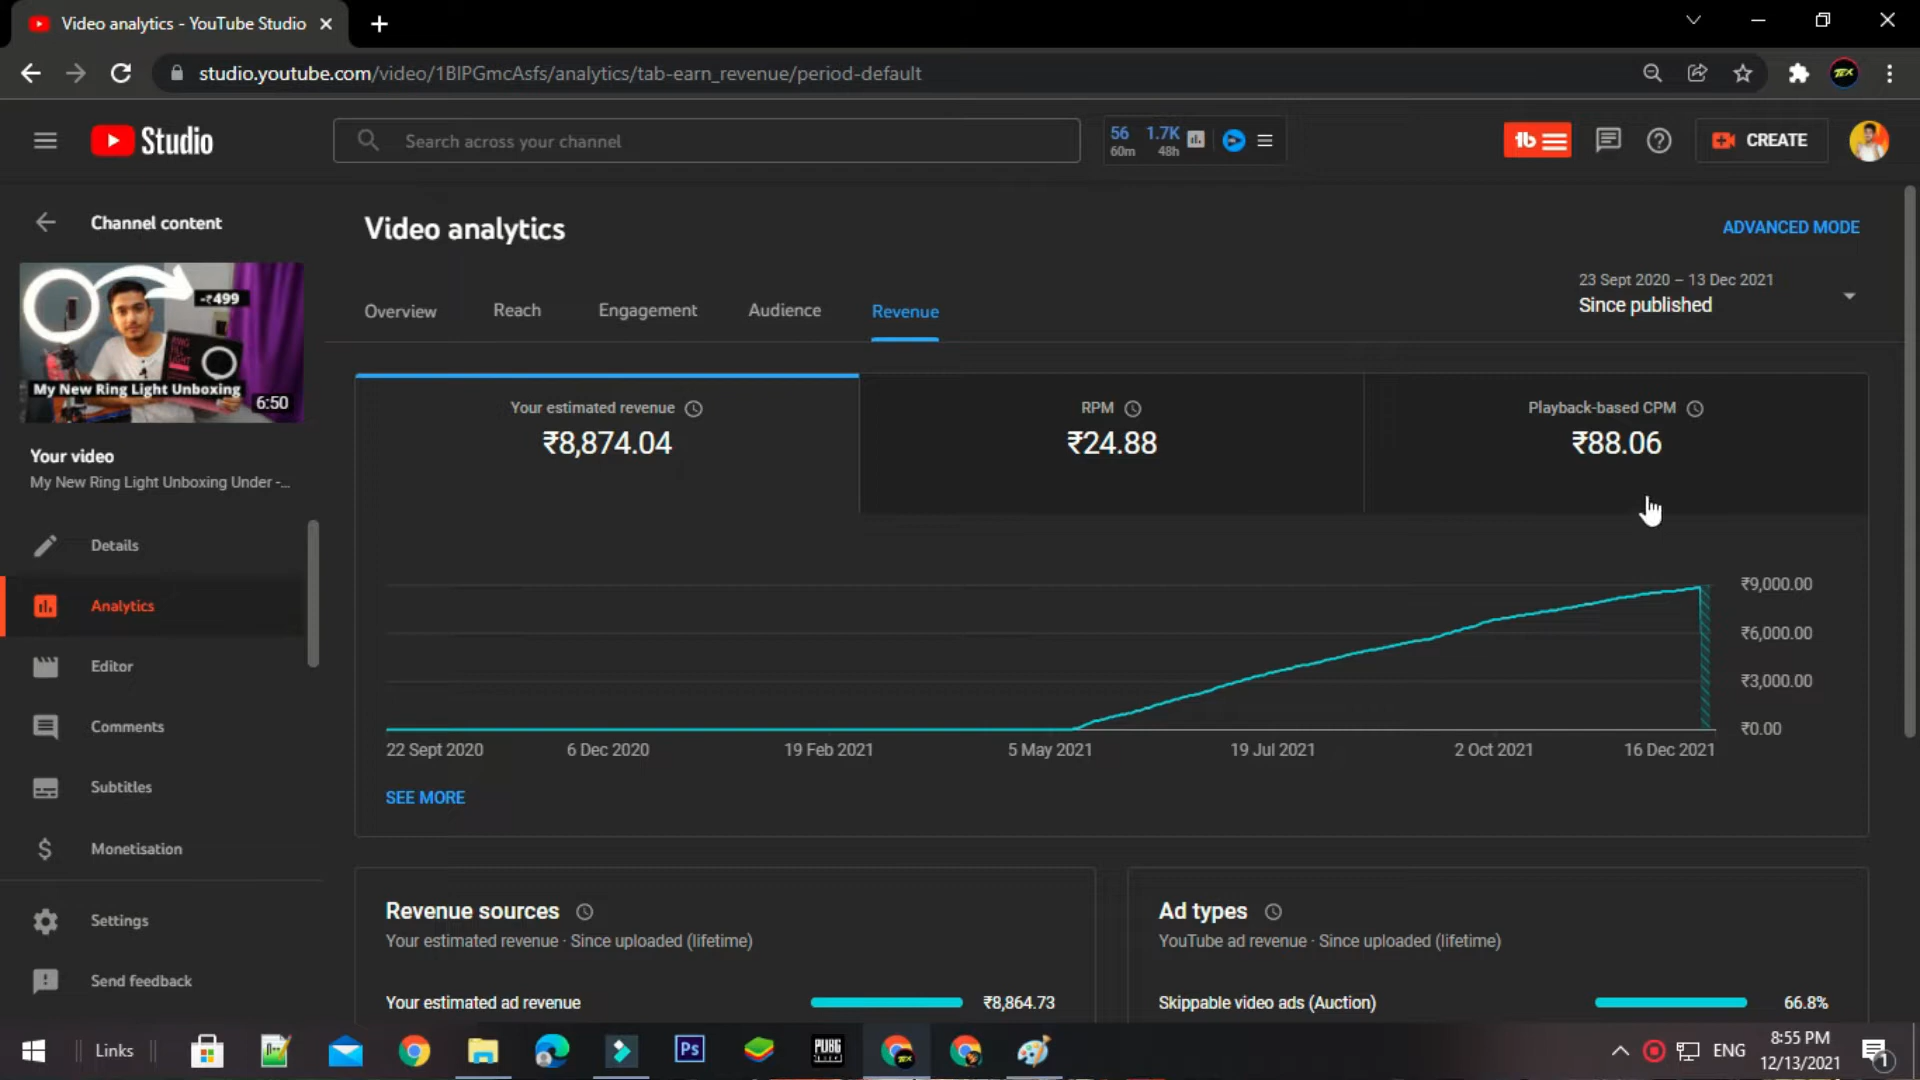 Video analytics - YouTube Studio
studio.youtube.com/video/1BIPGmcAsfs/analytics/tab-earn_revenue/period-default
Studio
Search across your channel
56 1.7K
60m 48h
CREATE
Channel content
-₹499
RING FILL LIGHT
My New Ring Light Unboxing
6:50
Your video
My New Ring Light Unboxing Under -...
Details
Analytics
Editor
Comments
Subtitles
Monetisation
Settings
Send feedback
Video analytics
ADVANCED MODE
Overview Reach Engagement Audience Revenue
23 Sept 2020 – 13 Dec 2021
Since published
Your estimated revenue
₹8,874.04
RPM
₹24.88
Playback-based CPM
₹88.06
₹9,000.00
₹6,000.00
₹3,000.00
₹0.00
22 Sept 2020 6 Dec 2020 19 Feb 2021 5 May 2021 19 Jul 2021 2 Oct 2021 16 Dec 2021
SEE MORE
Revenue sources
Your estimated revenue · Since uploaded (lifetime)
Your estimated ad revenue ₹8,864.73
Ad types
YouTube ad revenue · Since uploaded (lifetime)
Skippable video ads (Auction) 66.8%
Links
Ps
PUBG
ENG
8:55 PM
12/13/2021
1